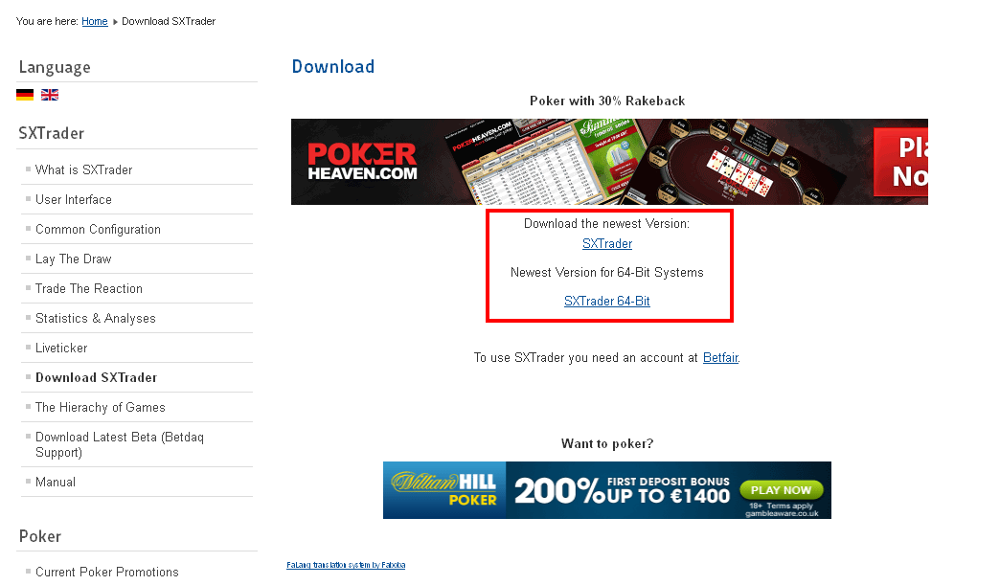 You are here: Home Download SXTrader
Language
SXTrader
What is SXTrader
User Interface
Common Configuration
Lay The Draw
Trade The Reaction
Statistics & Analyses
Liveticker
Download SXTrader
The Hierachy of Games
Download Latest Beta (Betdaq
Support)
Manual
Poker
Current Poker Promotions
Download
Poker with 30% Rakeback
POKER
HEAVEN.COM
POKERHEAVEN.COM
Pla
No
Download the newest Version:
SXTrader
Newest Version for 64-Bit Systems
SXTrader 64-Bit
To use SXTrader you need an account at Betfair.
Want to poker?
William HILL
POKER
200% FIRST DEPOSIT BONUS
UP TO €1400
PLAY NOW
18+ Terms apply
gambleaware.co.uk
FaLang translation system by Faboba